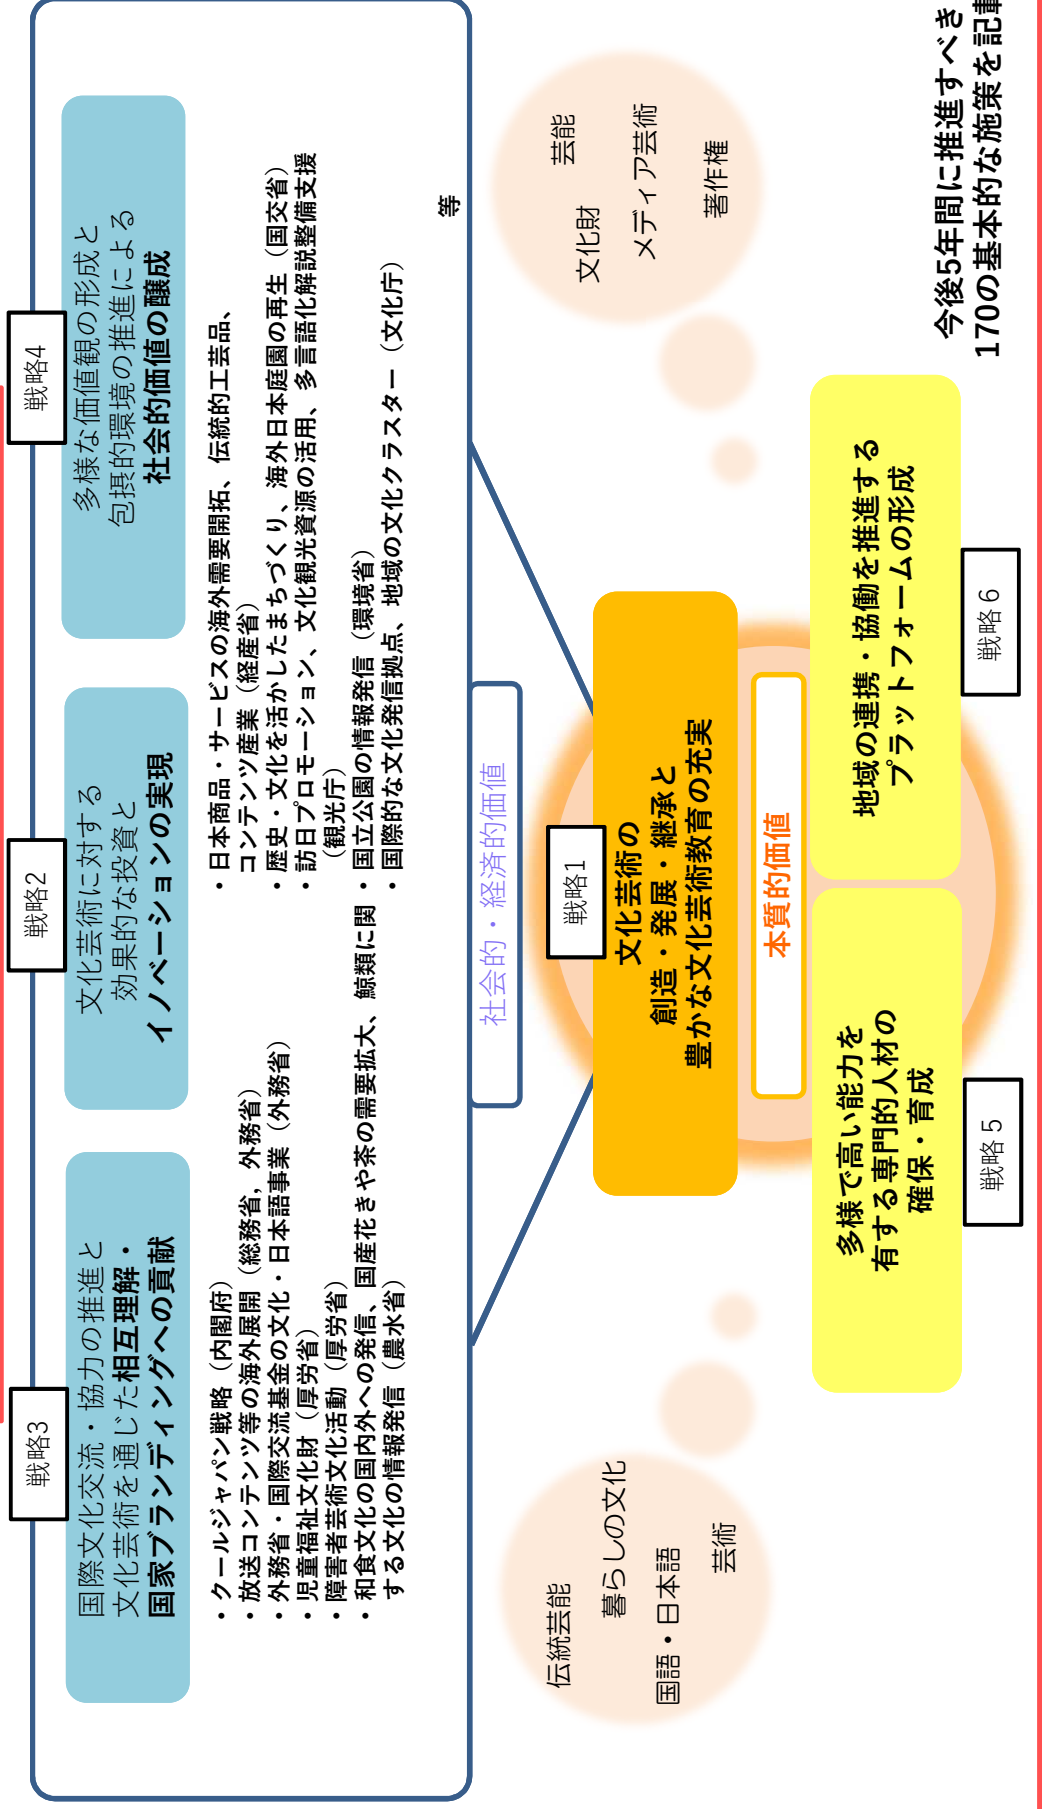 戦略3
国際文化交流・協力の推進と
文化芸術を通じた相互理解・
国家ブランディングへの貢献
戦略2
文化芸術に対する
効果的な投資と
イノベーションの実現
戦略4
多様な価値観の形成と
包摂的環境の推進による
社会的価値の醸成
・クールジャパン戦略（内閣府）
・放送コンテンツ等の海外展開（総務省，外務省）
・外務省・国際交流基金の文化・日本語事業（外務省）
・児童福祉文化財（厚労省）
・障害者芸術文化活動（厚労省）
・和食文化の国内外への発信、国産花きや茶の需要拡大、鯨類に関
する文化の情報発信（農水省）
・日本商品・サービスの海外需要開拓、伝統的工芸品、
コンテンツ産業（経産省）
・歴史・文化を活かしたまちづくり、海外日本庭園の再生（国交省）
・訪日プロモーション、文化観光資源の活用、多言語化解説整備支援
（観光庁）
・国立公園の情報発信（環境省）
・国際的な文化発信拠点、地域の文化クラスター（文化庁）
等
社会的・経済的価値
伝統芸能
暮らしの文化
国語・日本語
芸術
戦略1
文化芸術の
創造・発展・継承と
豊かな文化芸術教育の充実
本質的価値
芸能
文化財
メディア芸術
著作権
多様で高い能力を
有する専門的人材の
確保・育成
戦略５
地域の連携・協働を推進する
プラットフォームの形成
戦略６
今後5年間に推進すべき
170の基本的な施策を記載